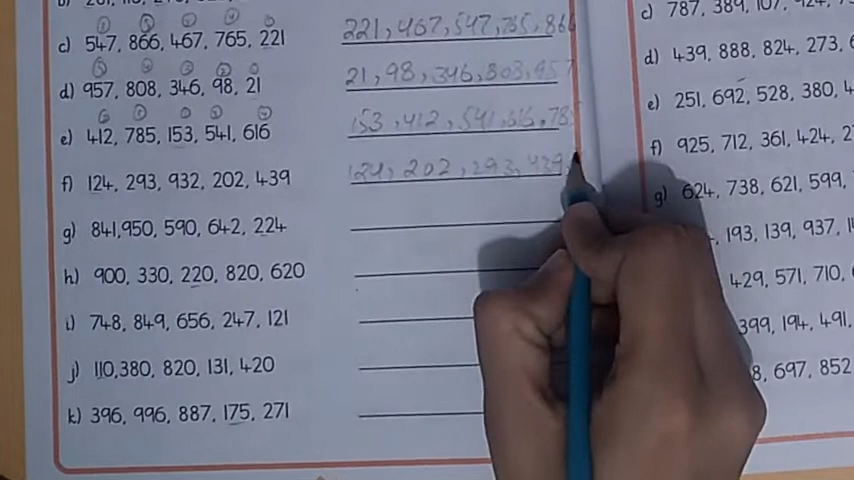 c) 547, 866, 467, 765, 221 221, 467, 547, 765, 866
d) 957, 808, 346, 98, 21 21, 98, 346, 808, 957
e) 412, 785, 153, 541, 616 153, 412, 541, 616, 785
f) 124, 293, 932, 202, 439 124, 202, 293, 439,
g) 841,950, 590, 642, 224
h) 900, 330, 220, 820, 620
i) 748, 849, 656, 247, 121
j) 110,380, 820, 131, 420
k) 396, 996, 887, 175, 271
c) 787, 389, 107, 924,
d) 439, 888, 824, 273,
e) 251, 692, 528, 380,
f) 925, 712, 361, 424,
g) 624, 738, 621, 599,
193, 139, 937,
429, 571, 710,
399, 194, 491,
697, 852